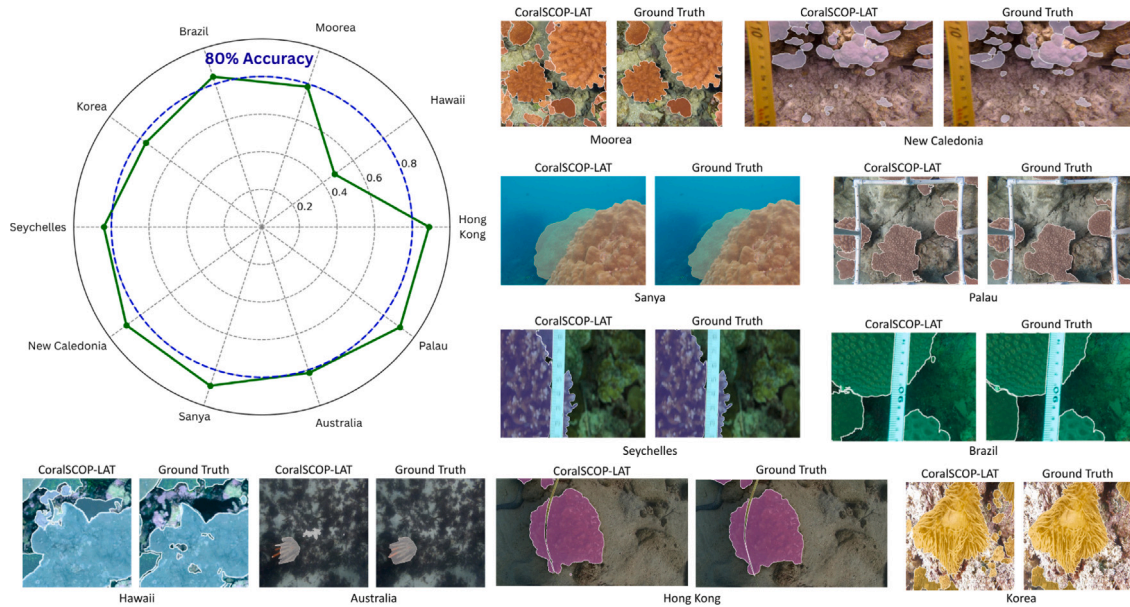 Brazil
Moorea
80% Accuracy
Korea
Hawaii
0.8
0.6
0.4
0.2
Seychelles
Hong
Kong
New Caledonia
Palau
Sanya
Australia
CoralSCOP-LAT Ground Truth
Moorea
CoralSCOP-LAT Ground Truth
New Caledonia
CoralSCOP-LAT Ground Truth
Sanya
CoralSCOP-LAT Ground Truth
Palau
CoralSCOP-LAT Ground Truth
Seychelles
CoralSCOP-LAT Ground Truth
Brazil
CoralSCOP-LAT Ground Truth
Hawaii
CoralSCOP-LAT Ground Truth
Australia
CoralSCOP-LAT Ground Truth
Hong Kong
CoralSCOP-LAT Ground Truth
Korea